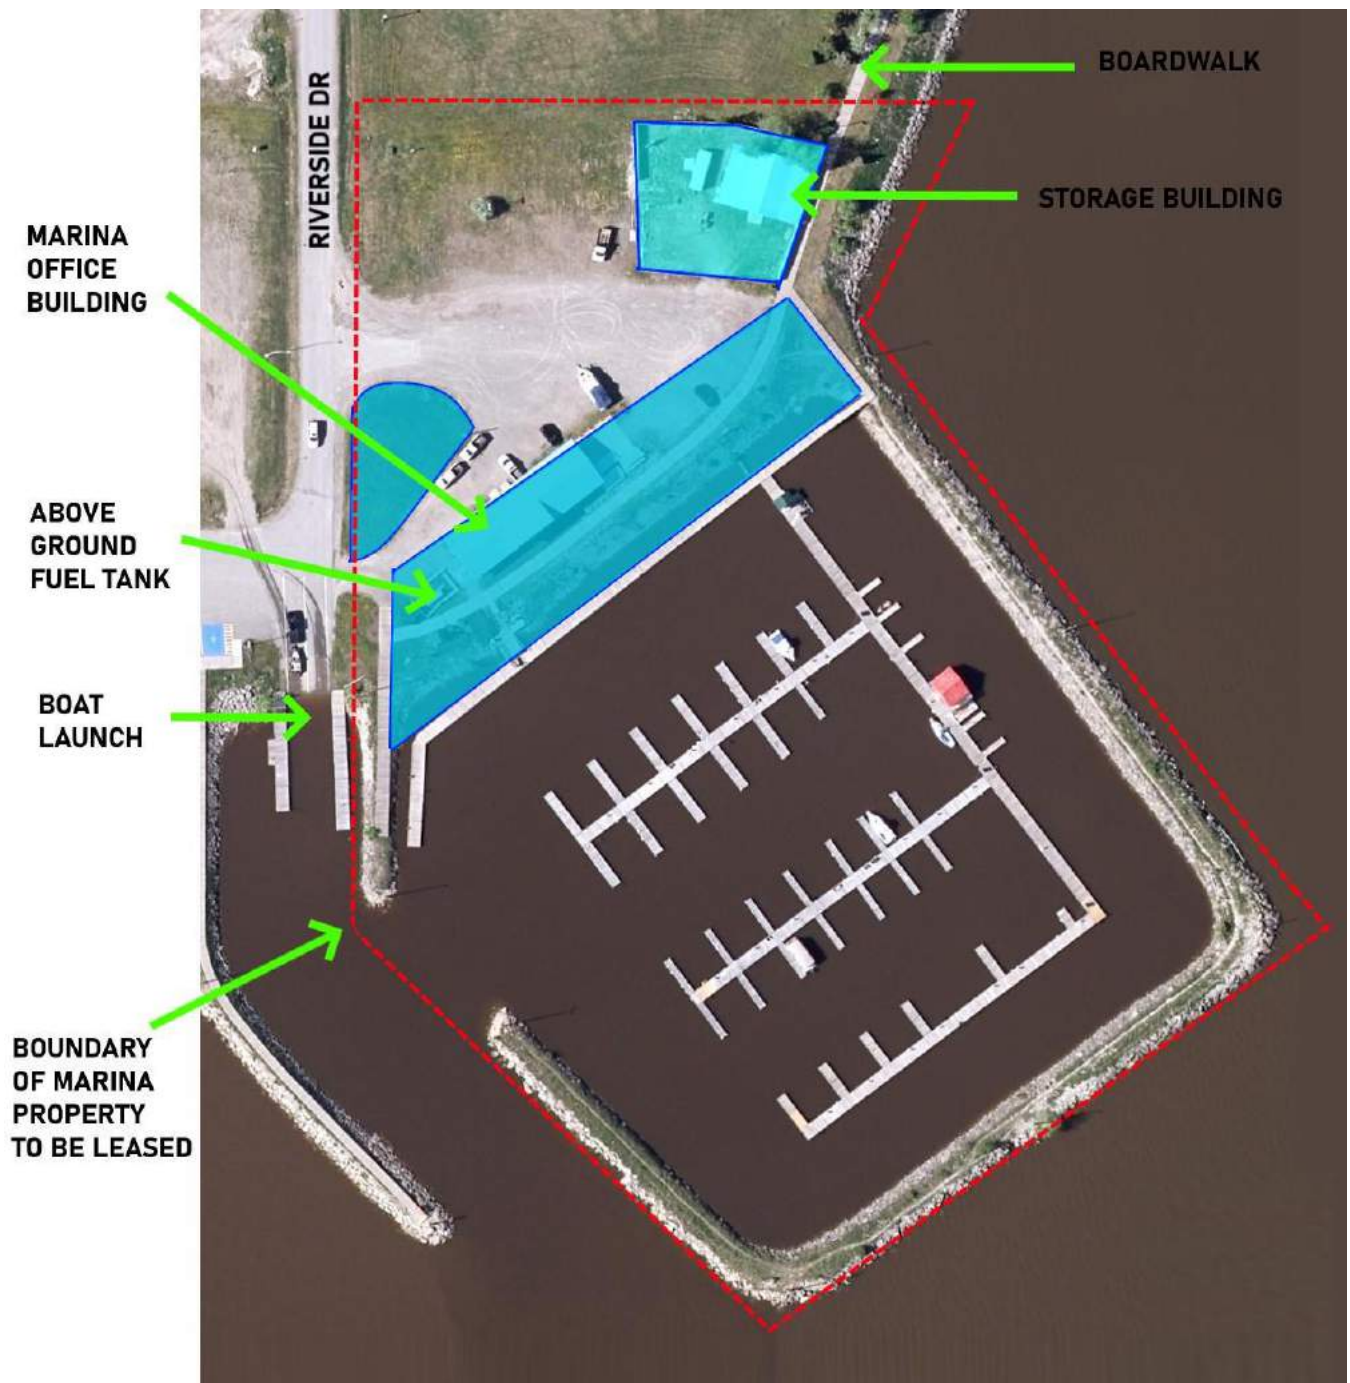 BOARDWALK
RIVERSIDE DR
STORAGE BUILDING
MARINA
OFFICE
BUILDING
ABOVE
GROUND
FUEL TANK
BOAT
LAUNCH
BOUNDARY
OF MARINA
PROPERTY
TO BE LEASED